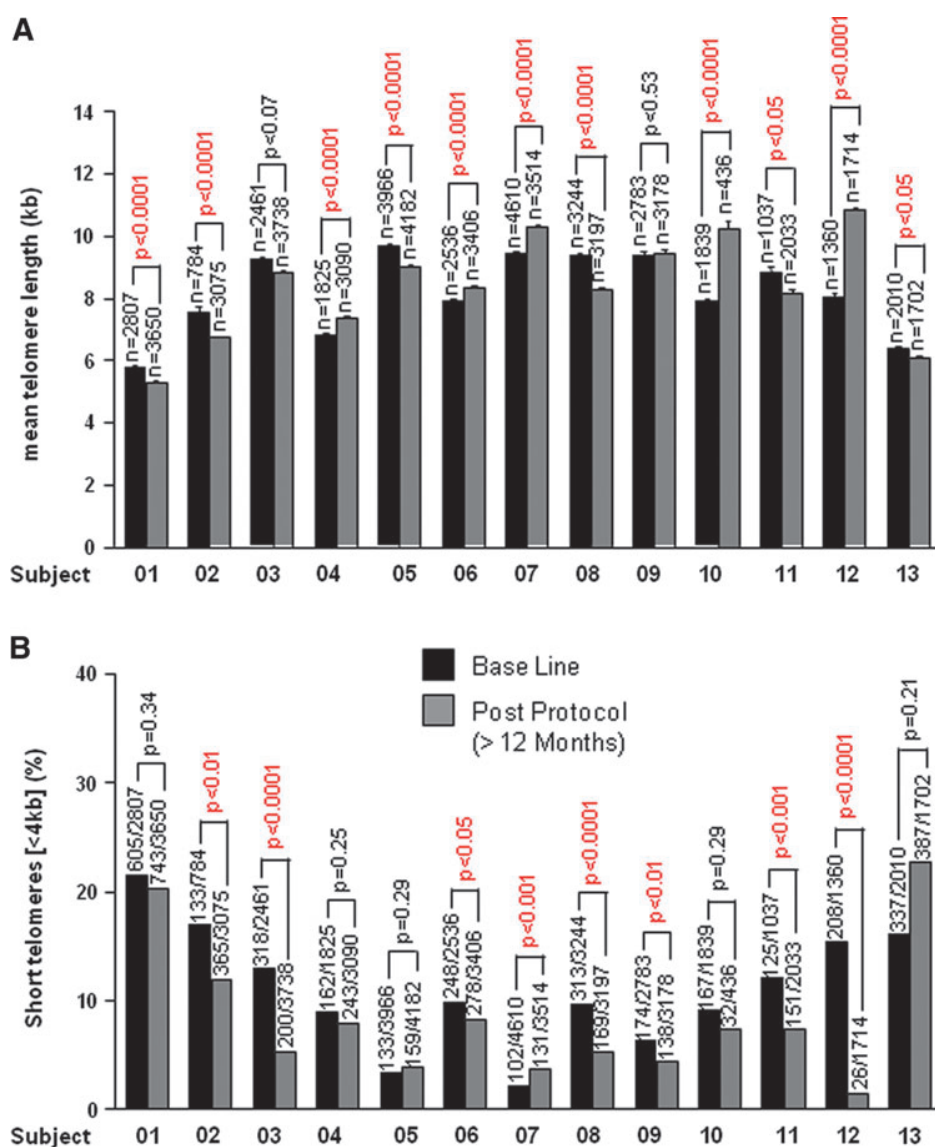 A
p<0.0001
p<0.0001
p<0.07
p<0.0001
p<0.0001
p<0.0001
p<0.0001
p<0.0001
p<0.53
p<0.0001
p<0.05
p<0.0001
p<0.05
mean telomere length (kb)
14
12
10
8
6
4
2
0
n=2807
n=3650
n=784
n=3075
n=2461
n=3738
n=1825
n=3090
n=3966
n=4182
n=2536
n=3406
n=4610
n=3514
n=3244
n=3197
n=2783
n=3178
n=1839
n=436
n=1037
n=2033
n=1360
n=1714
n=2010
n=1702
Subject 01 02 03 04 05 06 07 08 09 10 11 12 13
B
Base Line
Post Protocol
(> 12 Months)
Short telomeres [<4kb] (%)
40
30
20
10
0
p=0.34
p<0.01
p<0.0001
p=0.25
p=0.29
p<0.05
p<0.001
p<0.0001
p<0.01
p=0.29
p<0.001
p<0.0001
p=0.21
605/2807
743/3650
133/784
365/3075
318/2461
200/3738
162/1825
243/3090
133/3966
159/4182
248/2536
278/3406
102/4610
131/3514
313/3244
169/3197
174/2783
138/3178
167/1839
32/436
125/1037
151/2033
208/1360
26/1714
337/2010
387/1702
Subject 01 02 03 04 05 06 07 08 09 10 11 12 13